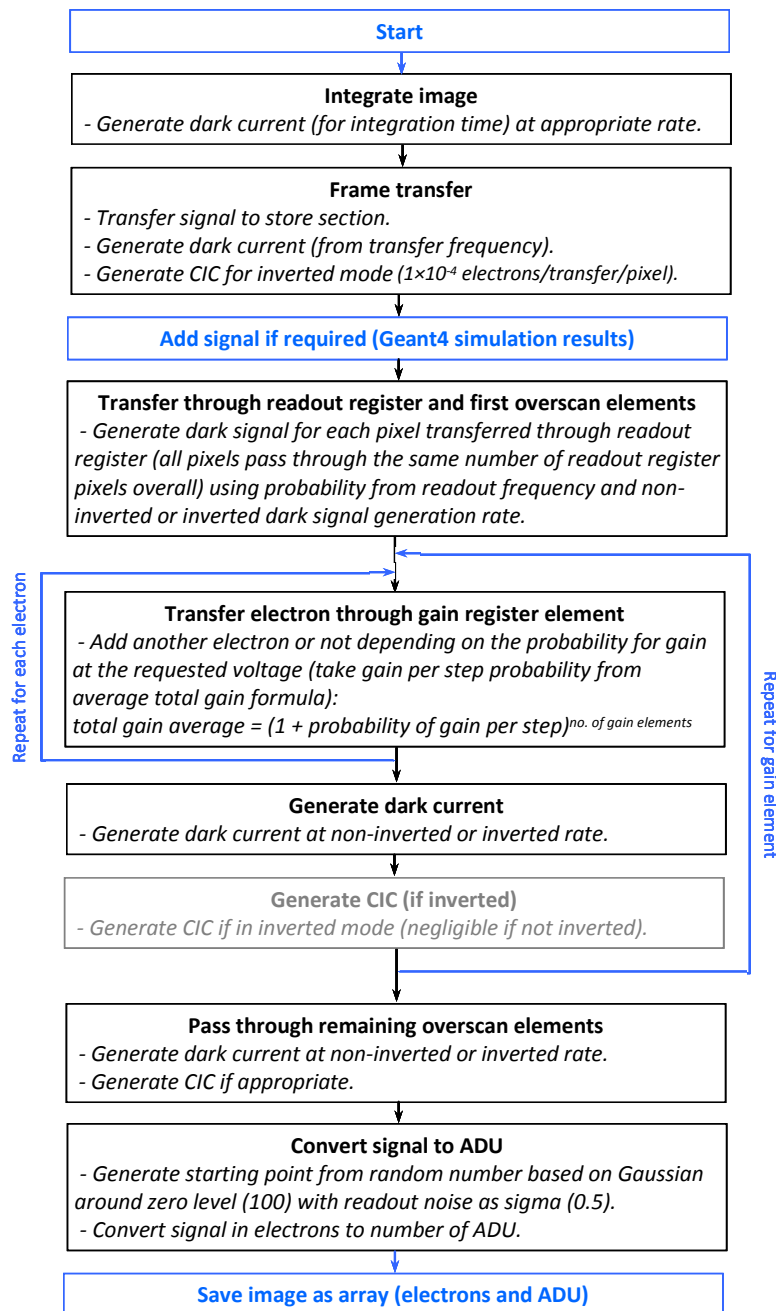 Start
Integrate image
- Generate dark current (for integration time) at appropriate rate.
Frame transfer
- Transfer signal to store section.
- Generate dark current (from transfer frequency).
- Generate CIC for inverted mode (1×10⁻⁴ electrons/transfer/pixel).
Add signal if required (Geant4 simulation results)
Transfer through readout register and first overscan elements
- Generate dark signal for each pixel transferred through readout
register (all pixels pass through the same number of readout register
pixels overall) using probability from readout frequency and non-
inverted or inverted dark signal generation rate.
Repeat for each electron
Transfer electron through gain register element
- Add another electron or not depending on the probability for gain
at the requested voltage (take gain per step probability from
average total gain formula):
total gain average = (1 + probability of gain per step)^no. of gain elements
Repeat for gain element
Generate dark current
- Generate dark current at non-inverted or inverted rate.
Generate CIC (if inverted)
- Generate CIC if in inverted mode (negligible if not inverted).
Pass through remaining overscan elements
- Generate dark current at non-inverted or inverted rate.
- Generate CIC if appropriate.
Convert signal to ADU
- Generate starting point from random number based on Gaussian
around zero level (100) with readout noise as sigma (0.5).
- Convert signal in electrons to number of ADU.
Save image as array (electrons and ADU)